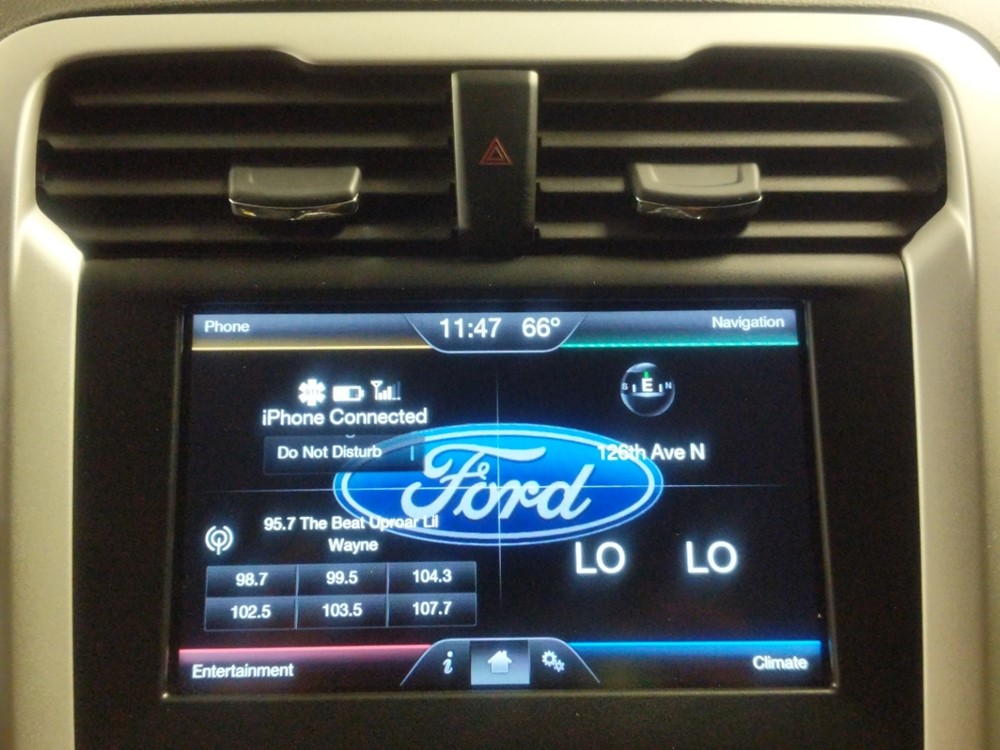 Phone
11:47 66°
Navigation
S E N
iPhone Connected
Do Not Disturb
126th Ave N
Ford
95.7 The Beat Uproar Lil
Wayne
LO LO
98.7 99.5 104.3
102.5 103.5 107.7
Entertainment
i
Climate